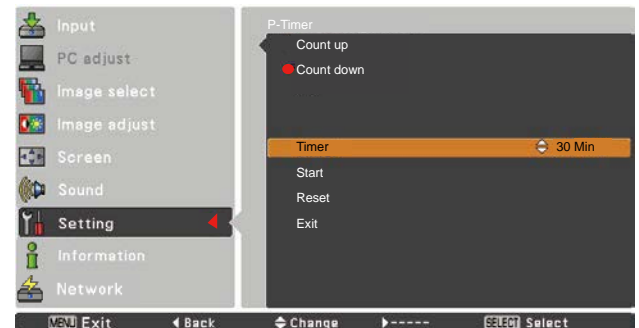 Input
PC adjust
Image select
Image adjust
Screen
Sound
Setting
Information
Network
P-Timer
Count up
Count down
Timer 30 Min
Start
Reset
Exit
MENU Exit Back Change ----- SELECT Select